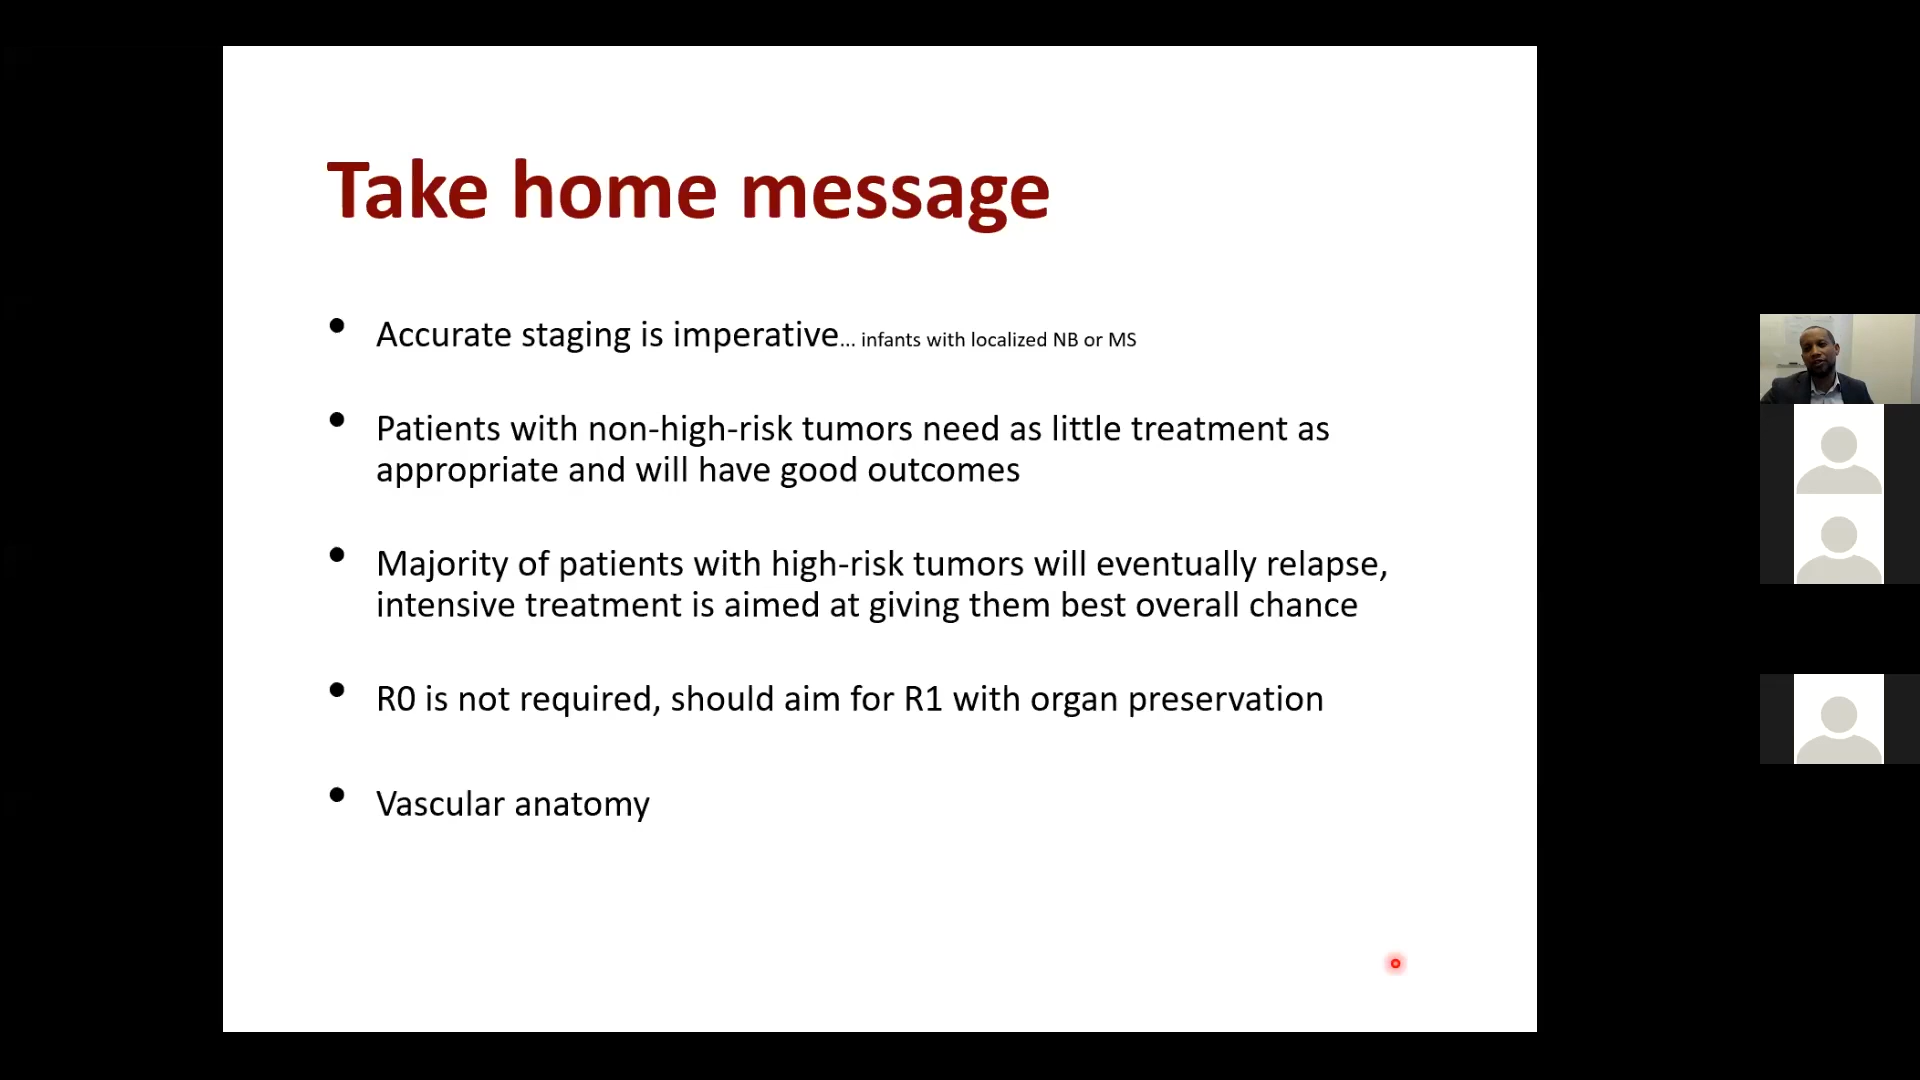 Take home message
• Accurate staging is imperative... infants with localized NB or MS
• Patients with non-high-risk tumors need as little treatment as
appropriate and will have good outcomes
• Majority of patients with high-risk tumors will eventually relapse,
intensive treatment is aimed at giving them best overall chance
• R0 is not required, should aim for R1 with organ preservation
• Vascular anatomy